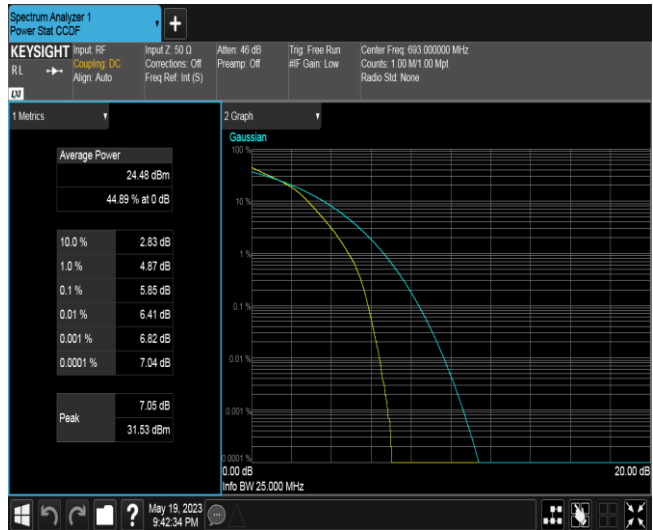 Spectrum Analyzer 1
Power Stat CCDF
+
KEYSIGHT
RL
LXI
Input: RF
Coupling: DC
Align: Auto
Input Z: 50 Ω
Corrections: Off
Freq Ref: Int (S)
Atten: 46 dB
Preamp: Off
Trig: Free Run
#IF Gain: Low
Center Freq: 693.000000 MHz
Counts: 1.00 M/1.00 Mpt
Radio Std: None
1 Metrics
Average Power
24.48 dBm
44.89 % at 0 dB
10.0 % 2.83 dB
1.0 % 4.87 dB
0.1 % 5.85 dB
0.01 % 6.41 dB
0.001 % 6.82 dB
0.0001 % 7.04 dB
Peak
7.05 dB
31.53 dBm
2 Graph
Gaussian
100 %
10 %
1 %
0.1 %
0.01 %
0.001 %
0.0001 %
0.00 dB 20.00 dB
Info BW 25.000 MHz
?
May 19, 2023
9:42:34 PM